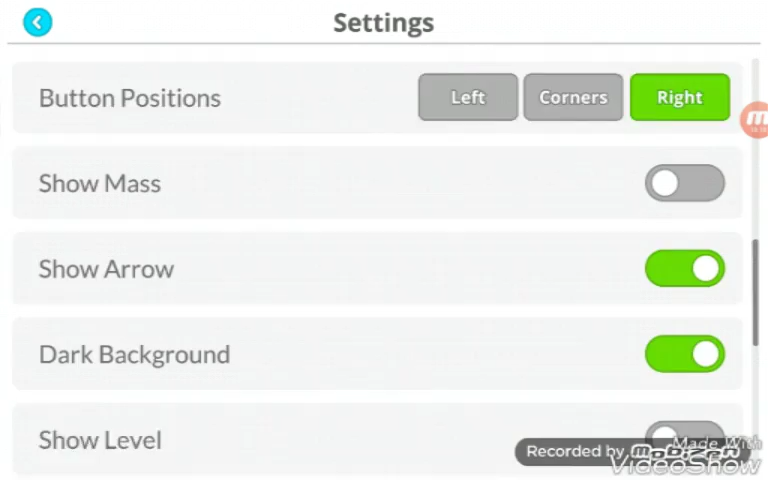 Settings
Button Positions
Left
Corners
Right
Show Mass
Show Arrow
Dark Background
Show Level
Recorded by MOBIZEN
Made With
VideoShow